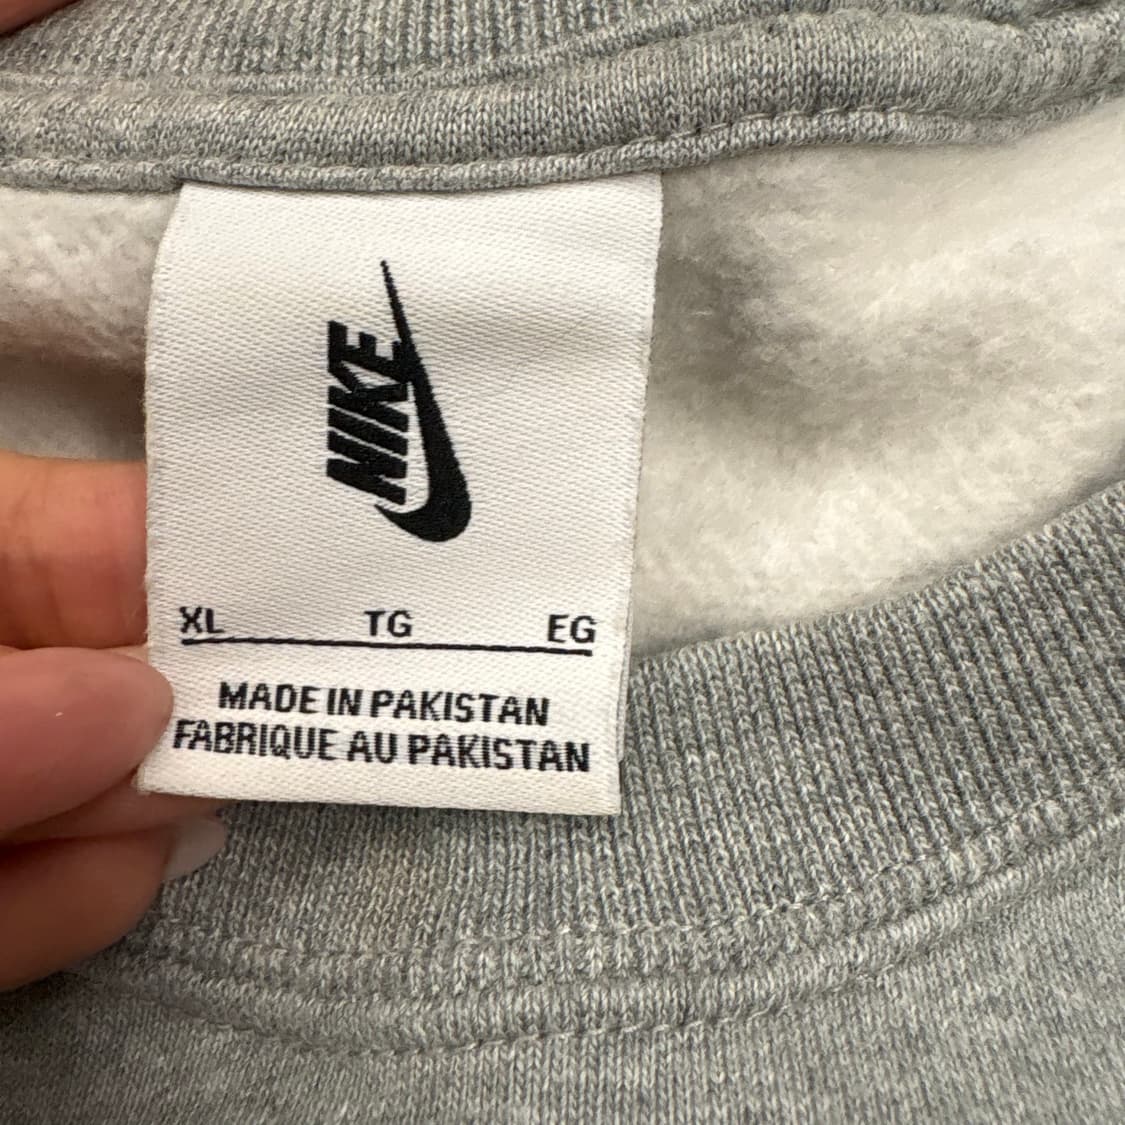 NIKE
XL TG EG
MADE IN PAKISTAN
FABRIQUE AU PAKISTAN